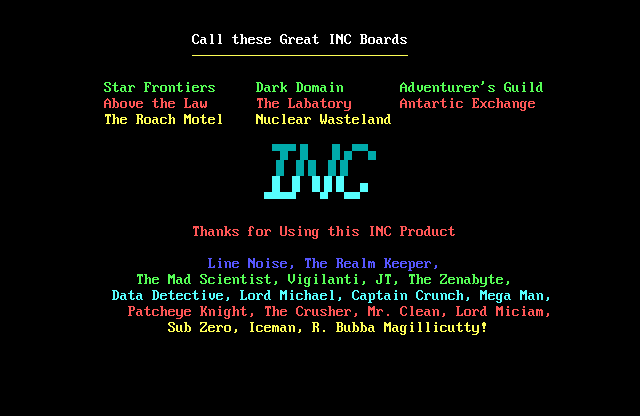 Call these Great INC Boards
Star Frontiers Dark Domain Adventurer's Guild
Above the Law The Labatory Antartic Exchange
The Roach Motel Nuclear Wasteland
INC
Thanks for Using this INC Product
Line Noise, The Realm Keeper,
The Mad Scientist, Vigilanti, JT, The Zenabyte,
Data Detective, Lord Michael, Captain Crunch, Mega Man,
Patcheye Knight, The Crusher, Mr. Clean, Lord Miciam,
Sub Zero, Iceman, R. Bubba Magillicutty!